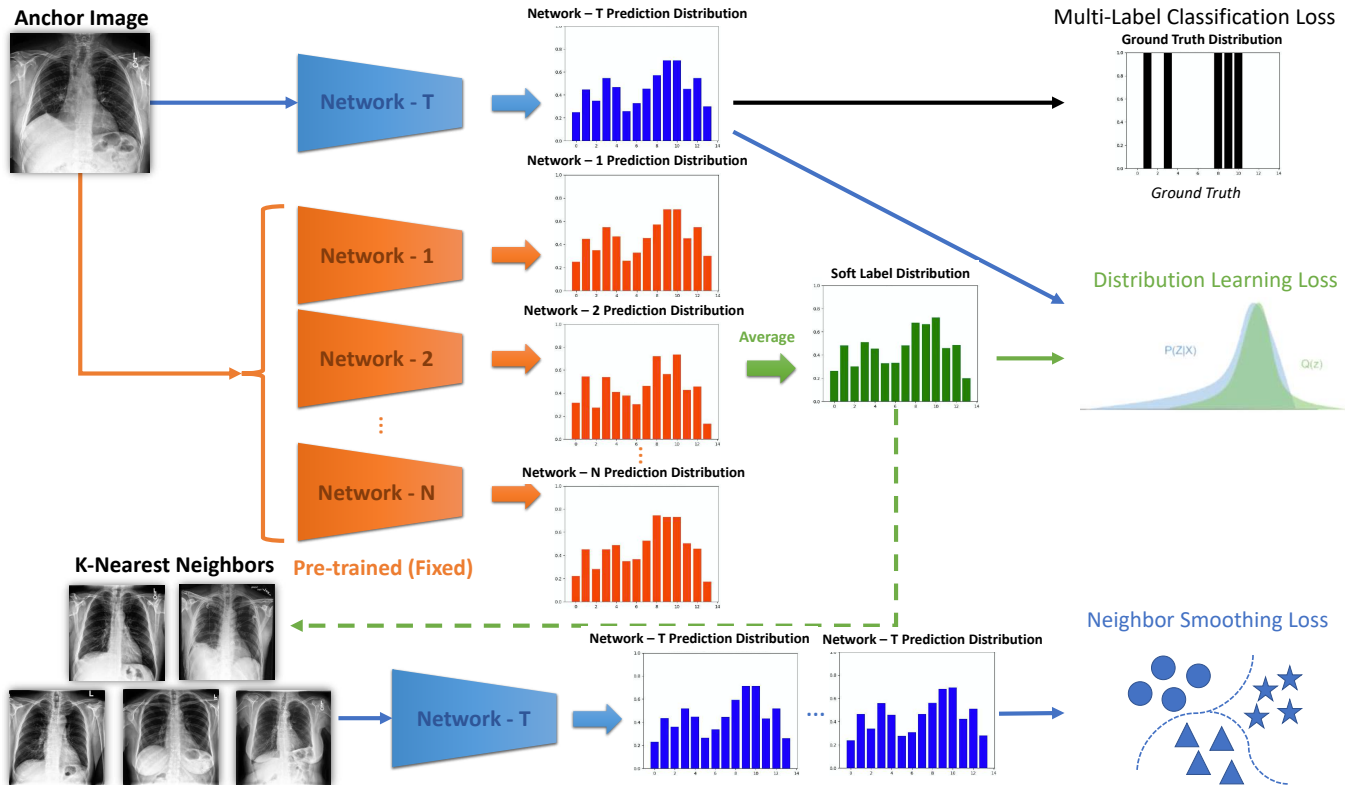 Anchor Image
Network – T Prediction Distribution
Multi-Label Classification Loss
Ground Truth Distribution
Network - T
Ground Truth
Network – 1 Prediction Distribution
Network - 1
Soft Label Distribution
Distribution Learning Loss
Network – 2 Prediction Distribution
Network - 2
Average
P(Z|X)
Q(z)
Network – N Prediction Distribution
Network - N
K-Nearest Neighbors
Pre-trained (Fixed)
Network – T Prediction Distribution
Network – T Prediction Distribution
Neighbor Smoothing Loss
Network - T